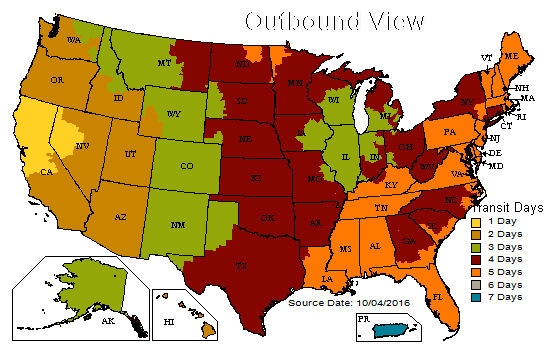 Outbound View
WA
MT
ND
MN
VT
ME
OR
ID
SD
WI
MI
NY
NH
MA
RI
CT
WY
NE
IA
PA
NJ
NV
UT
CO
IL
IN
OH
WV
DE
MD
CA
KS
MO
KY
VA
AZ
NM
OK
AR
TN
NC
SC
TX
LA
MS
AL
GA
FL
AK
HI
PR
Transit Days
1 Day
2 Days
3 Days
4 Days
5 Days
6 Days
7 Days
Source Date: 10/04/2016